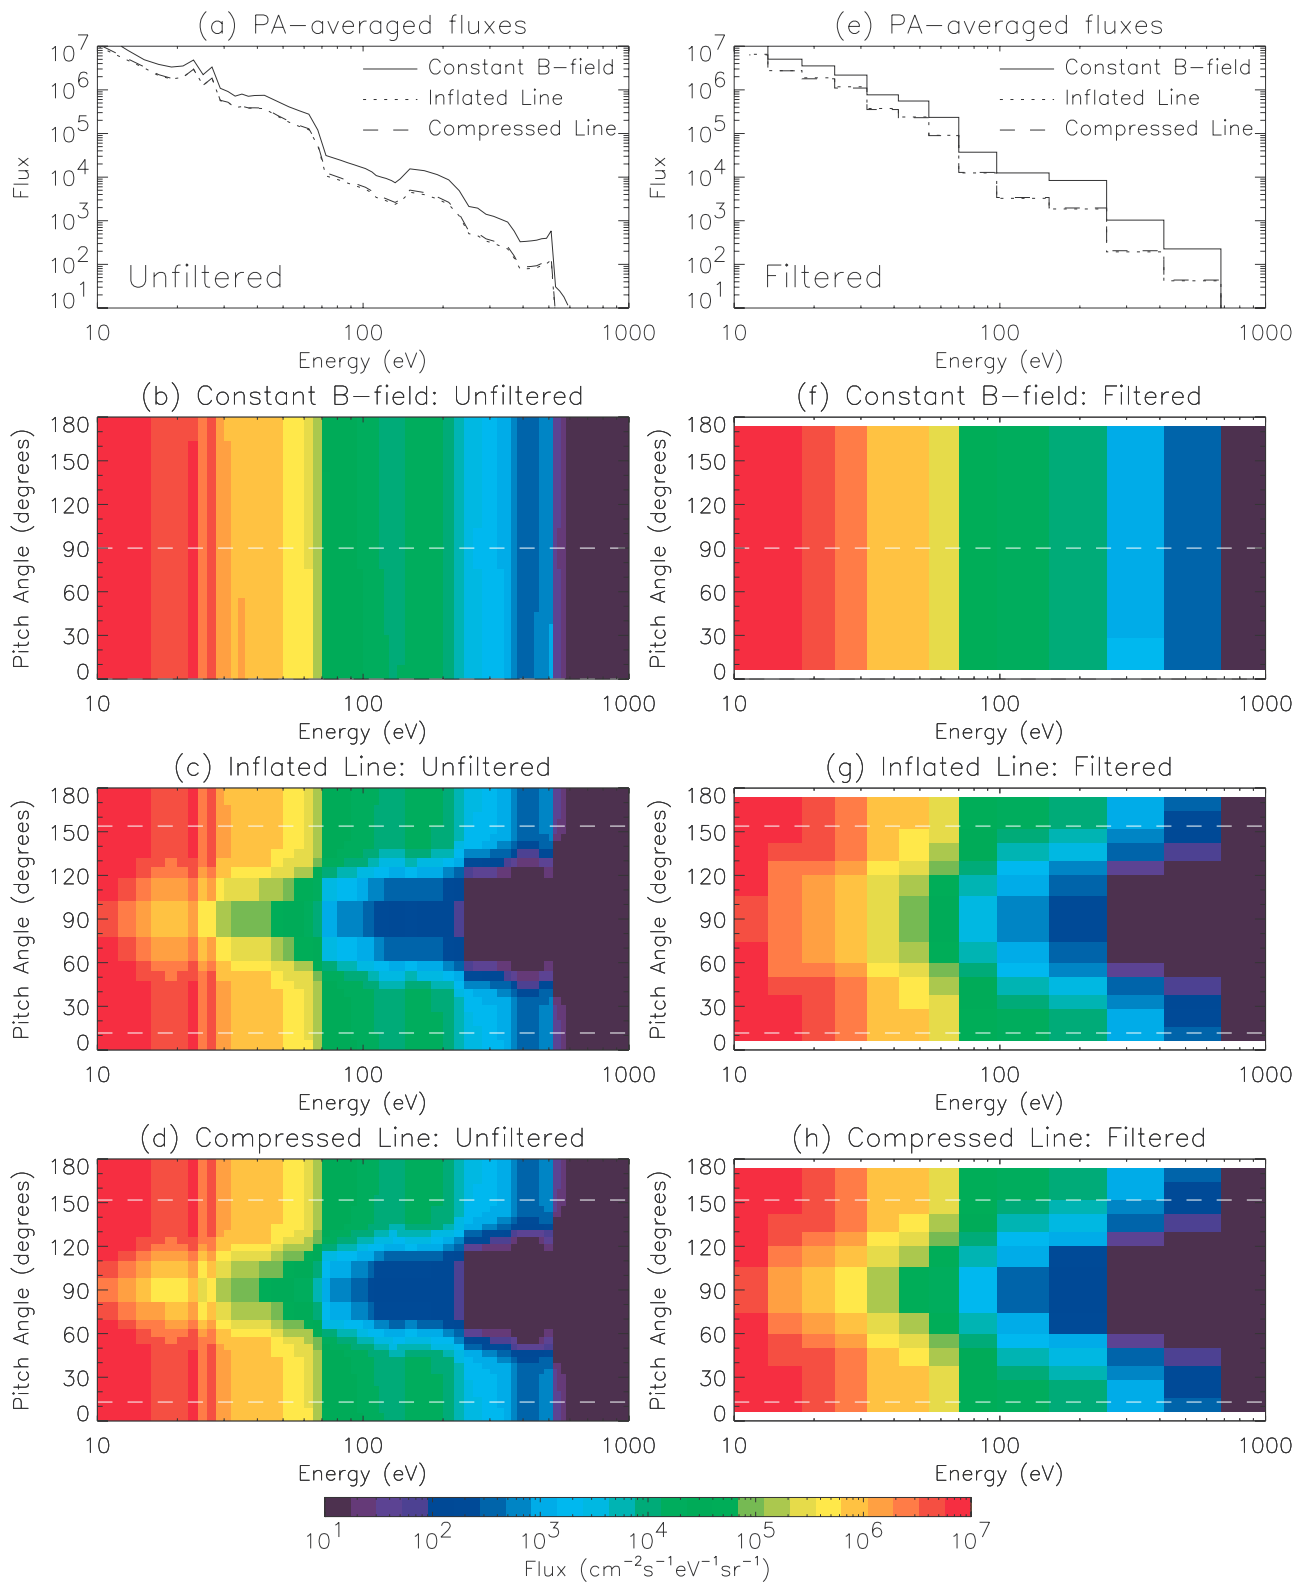 (a) PA-averaged fluxes
10^7
10^6
10^5
10^4
10^3
10^2
10^1
Flux
Constant B-field
Inflated Line
Compressed Line
Unfiltered
10 100 1000
Energy (eV)
(e) PA-averaged fluxes
10^7
10^6
10^5
10^4
10^3
10^2
10^1
Flux
Constant B-field
Inflated Line
Compressed Line
Filtered
10 100 1000
Energy (eV)
(b) Constant B-field: Unfiltered
180
150
120
90
60
30
0
Pitch Angle (degrees)
10 100 1000
Energy (eV)
(f) Constant B-field: Filtered
180
150
120
90
60
30
0
Pitch Angle (degrees)
10 100 1000
Energy (eV)
(c) Inflated Line: Unfiltered
180
150
120
90
60
30
0
Pitch Angle (degrees)
10 100 1000
Energy (eV)
(g) Inflated Line: Filtered
180
150
120
90
60
30
0
Pitch Angle (degrees)
10 100 1000
Energy (eV)
(d) Compressed Line: Unfiltered
180
150
120
90
60
30
0
Pitch Angle (degrees)
10 100 1000
Energy (eV)
(h) Compressed Line: Filtered
180
150
120
90
60
30
0
Pitch Angle (degrees)
10 100 1000
Energy (eV)
10^1 10^2 10^3 10^4 10^5 10^6 10^7
Flux (cm^-2 s^-1 eV^-1 sr^-1)